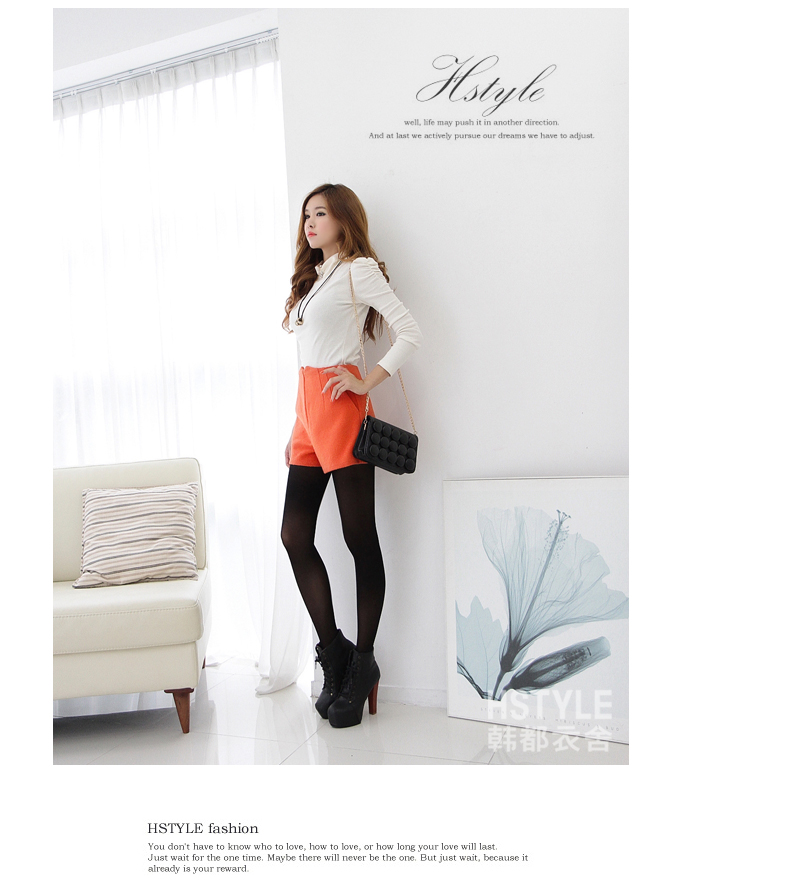 Hstyle
well, life may push it in another direction.
And at last we actively pursue our dreams we have to adjust.
HSTYLE
韩都衣舍
HSTYLE fashion
You don't have to know who to love, how to love, or how long your love will last.
Just wait for the one time. Maybe there will never be the one. But just wait, because it
already is your reward.